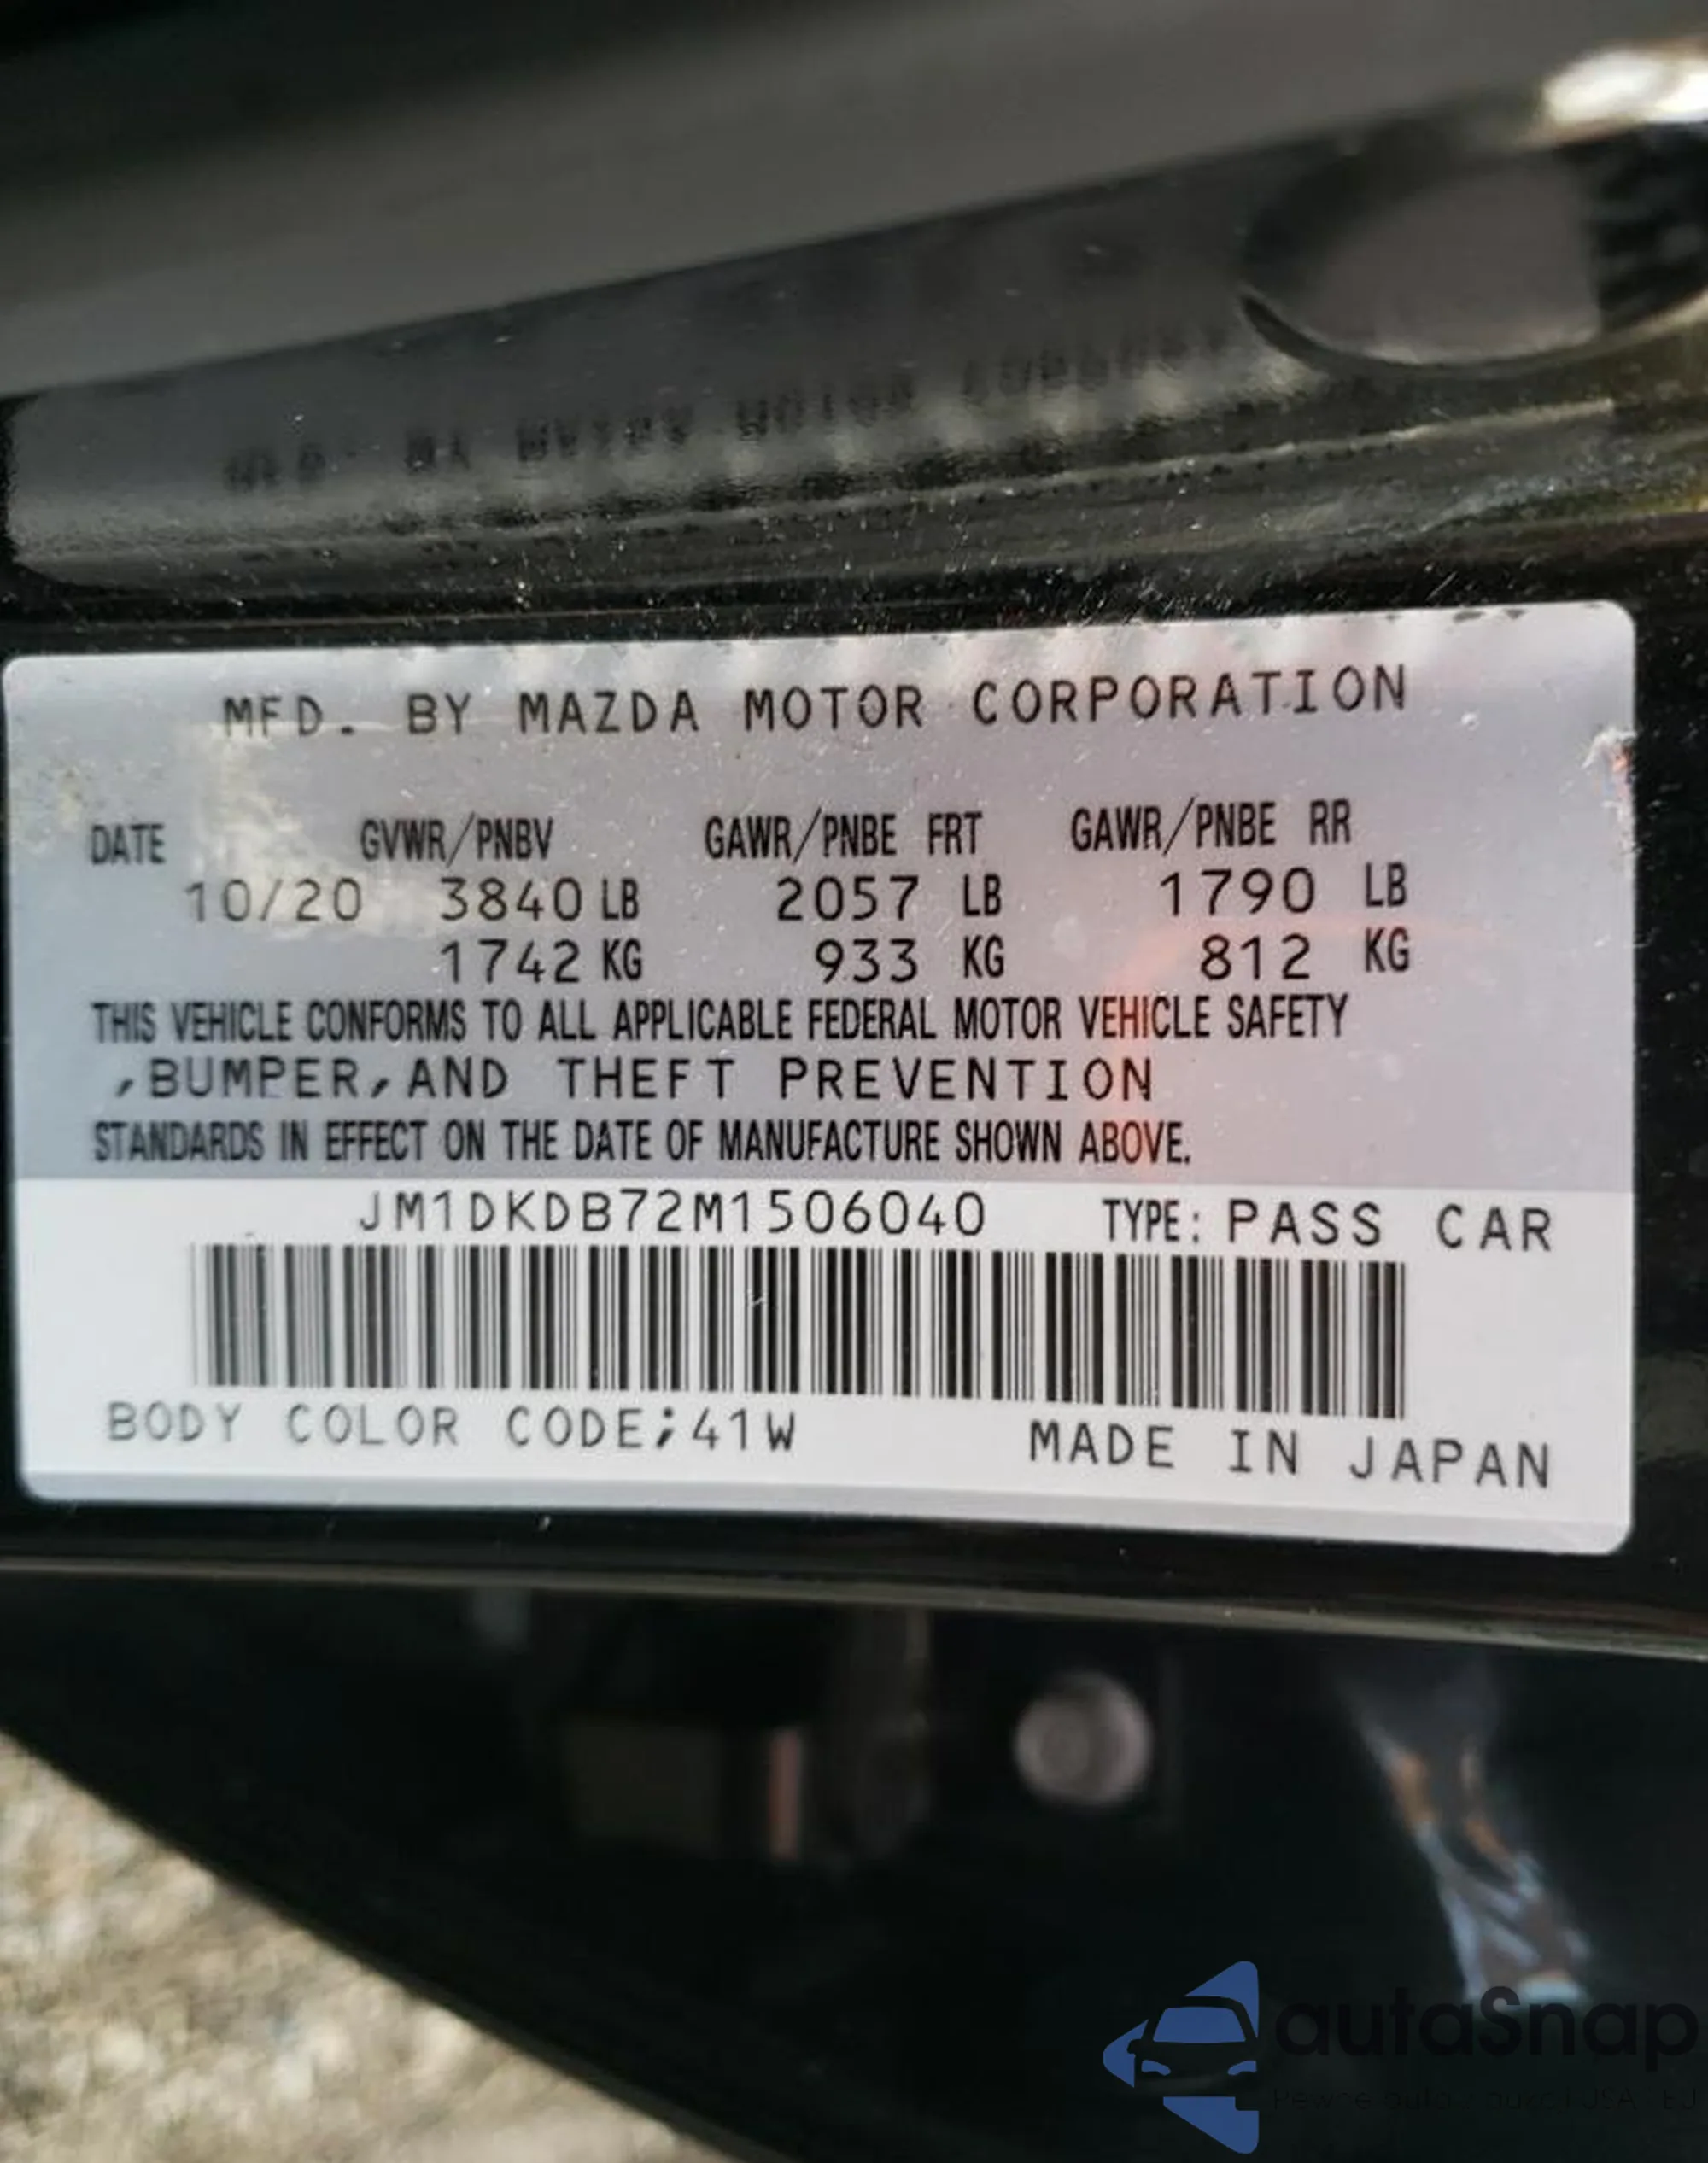 MFD. BY MAZDA MOTOR CORPORATION
DATE GVWR/PNBV GAWR/PNBE FRT GAWR/PNBE RR
10/20 3840 LB 2057 LB 1790 LB
1742 KG 933 KG 812 KG
THIS VEHICLE CONFORMS TO ALL APPLICABLE FEDERAL MOTOR VEHICLE SAFETY
,BUMPER,AND THEFT PREVENTION
STANDARDS IN EFFECT ON THE DATE OF MANUFACTURE SHOWN ABOVE.
JM1DKDB72M1506040 TYPE: PASS CAR
BODY COLOR CODE;41W MADE IN JAPAN
autaSnap